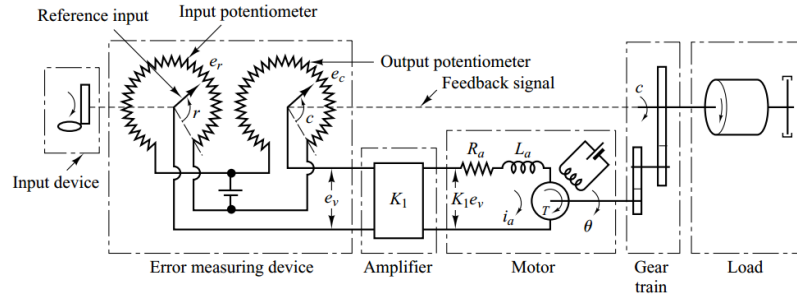 Reference input
Input potentiometer
e_r
Output potentiometer
e_c
Feedback signal
r
c
c
Input device
R_a
L_a
e_v
K_1
K_1e_v
i_a
T
θ
Error measuring device
Amplifier
Motor
Gear
train
Load